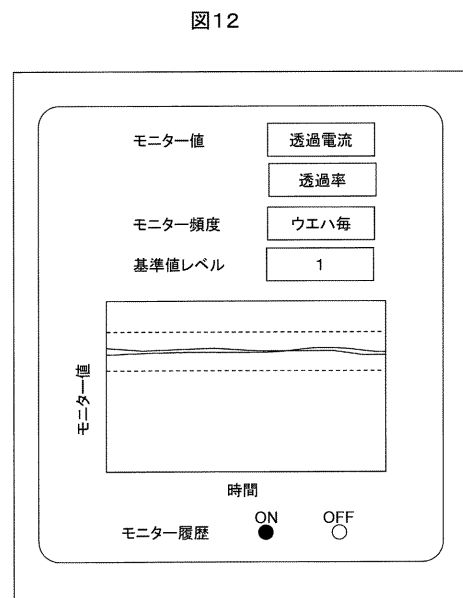 図12
モニター値
透過電流
透過率
モニター頻度
ウエハ毎
基準値レベル
1
モニター値
時間
モニター履歴
ON
OFF